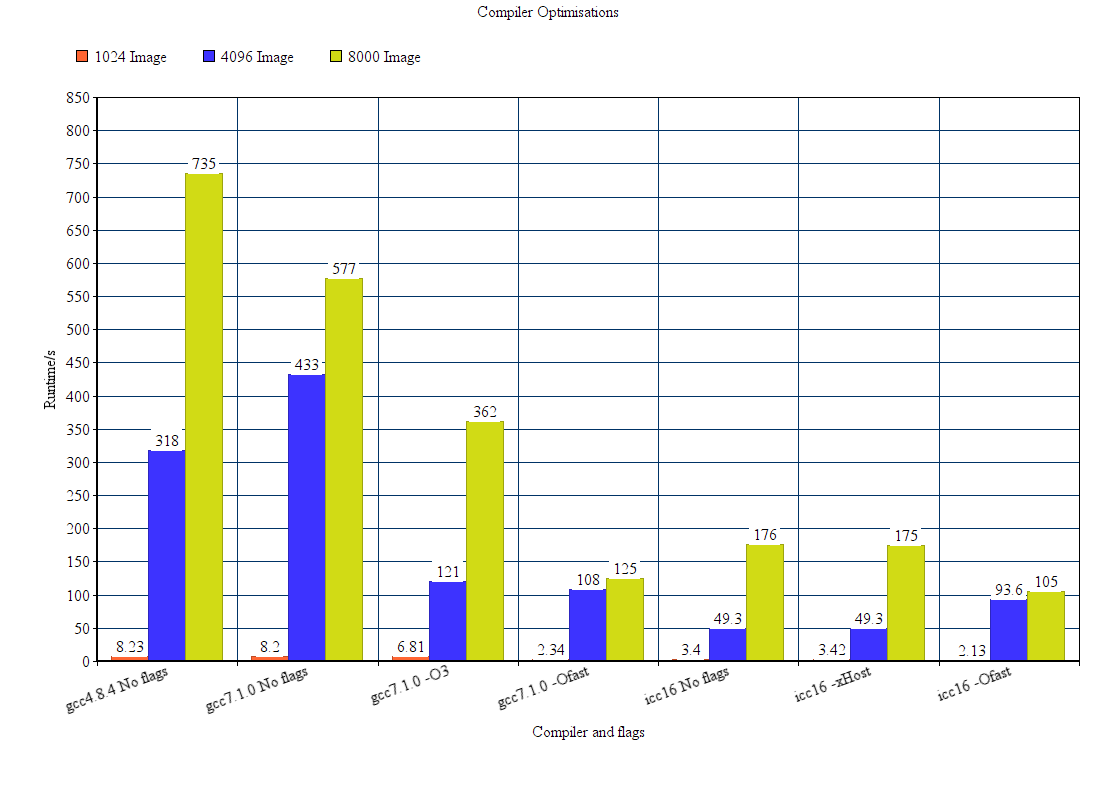 Compiler Optimisations
1024 Image 4096 Image 8000 Image
850
800
750
700
650
600
550
500
450
400
350
300
250
200
150
100
50
0
Runtime/s
8.23 318 735
8.2 433 577
6.81 121 362
2.34 108 125
3.4 49.3 176
3.42 49.3 175
2.13 93.6 105
gcc4.8.4 No flags
gcc7.1.0 No flags
gcc7.1.0 -O3
gcc7.1.0 -Ofast
icc16 No flags
icc16 -xHost
icc16 -Ofast
Compiler and flags